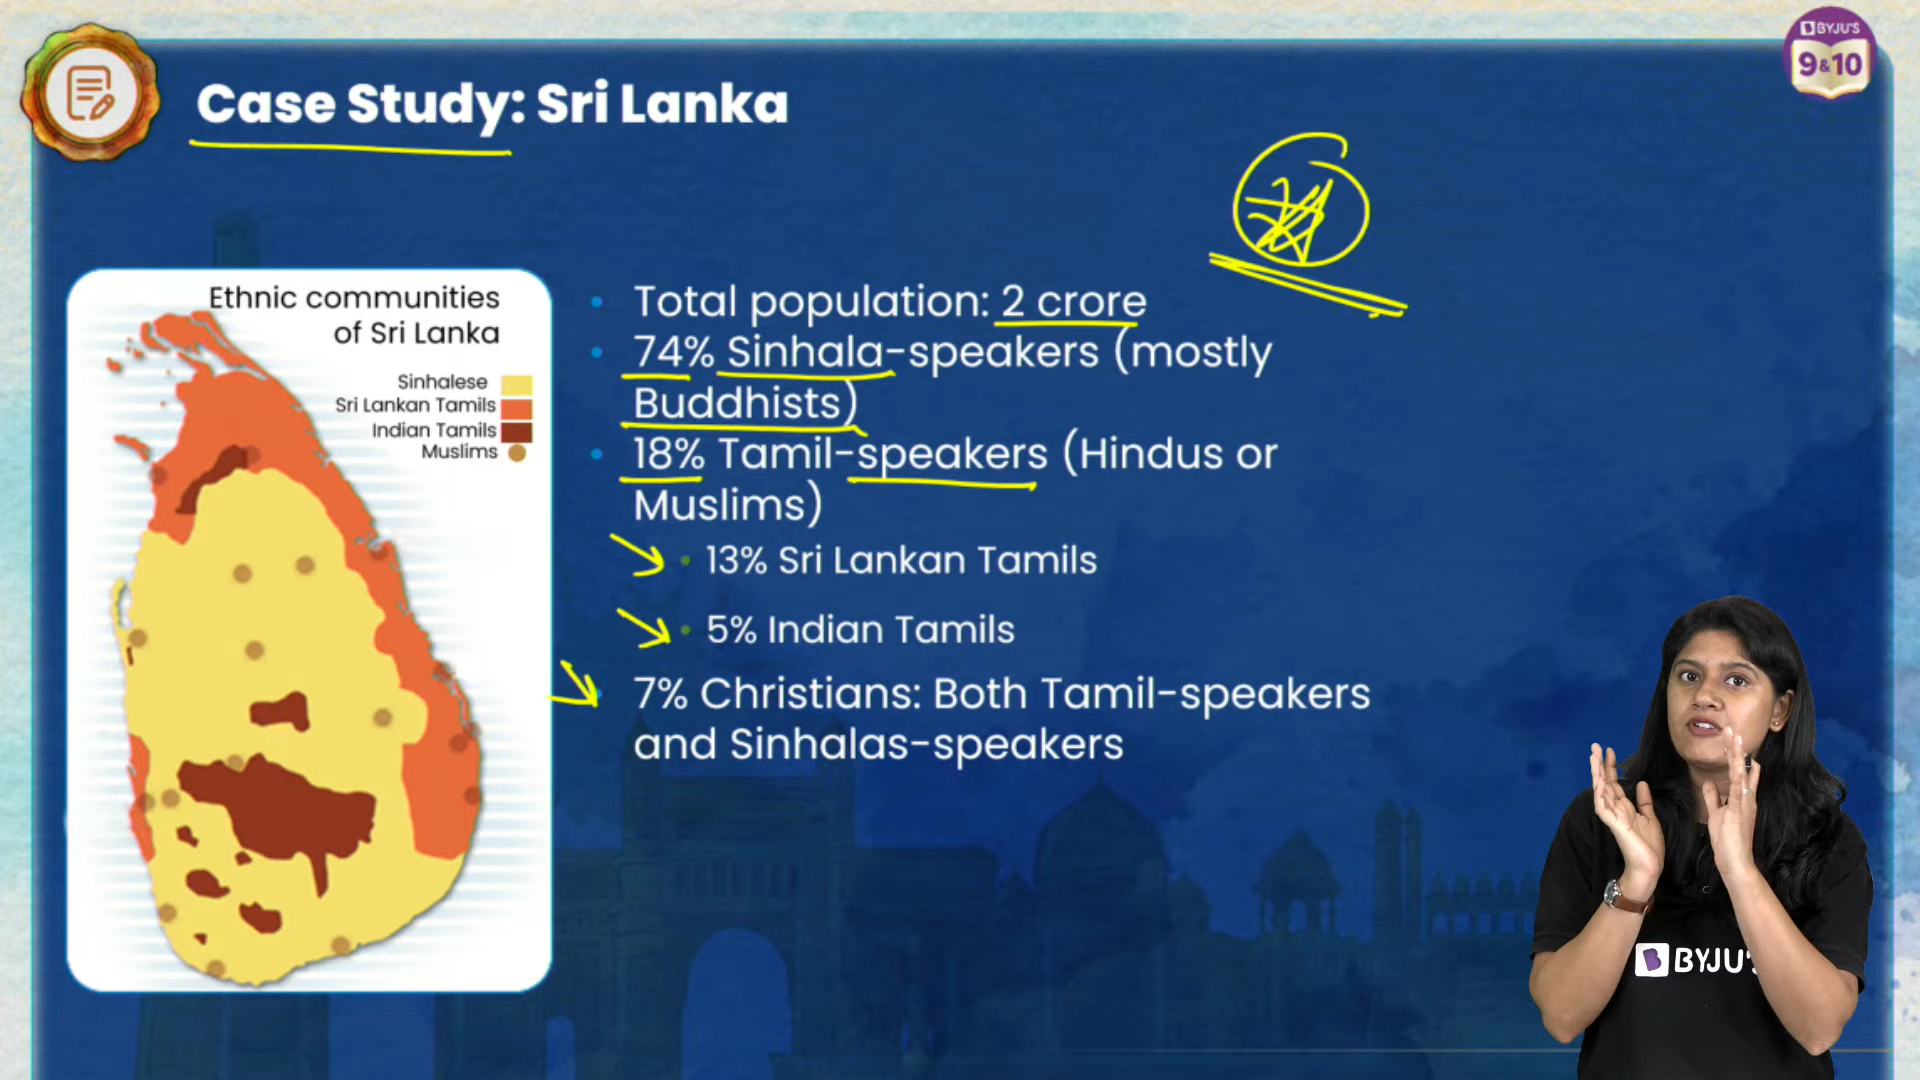 BYJU'S
9&10
Case Study: Sri Lanka
Ethnic communities
of Sri Lanka
Sinhalese
Sri Lankan Tamils
Indian Tamils
Muslims
• Total population: 2 crore
• 74% Sinhala-speakers (mostly
Buddhists)
• 18% Tamil-speakers (Hindus or
Muslims)
• 13% Sri Lankan Tamils
• 5% Indian Tamils
7% Christians: Both Tamil-speakers
and Sinhalas-speakers
BYJU'S